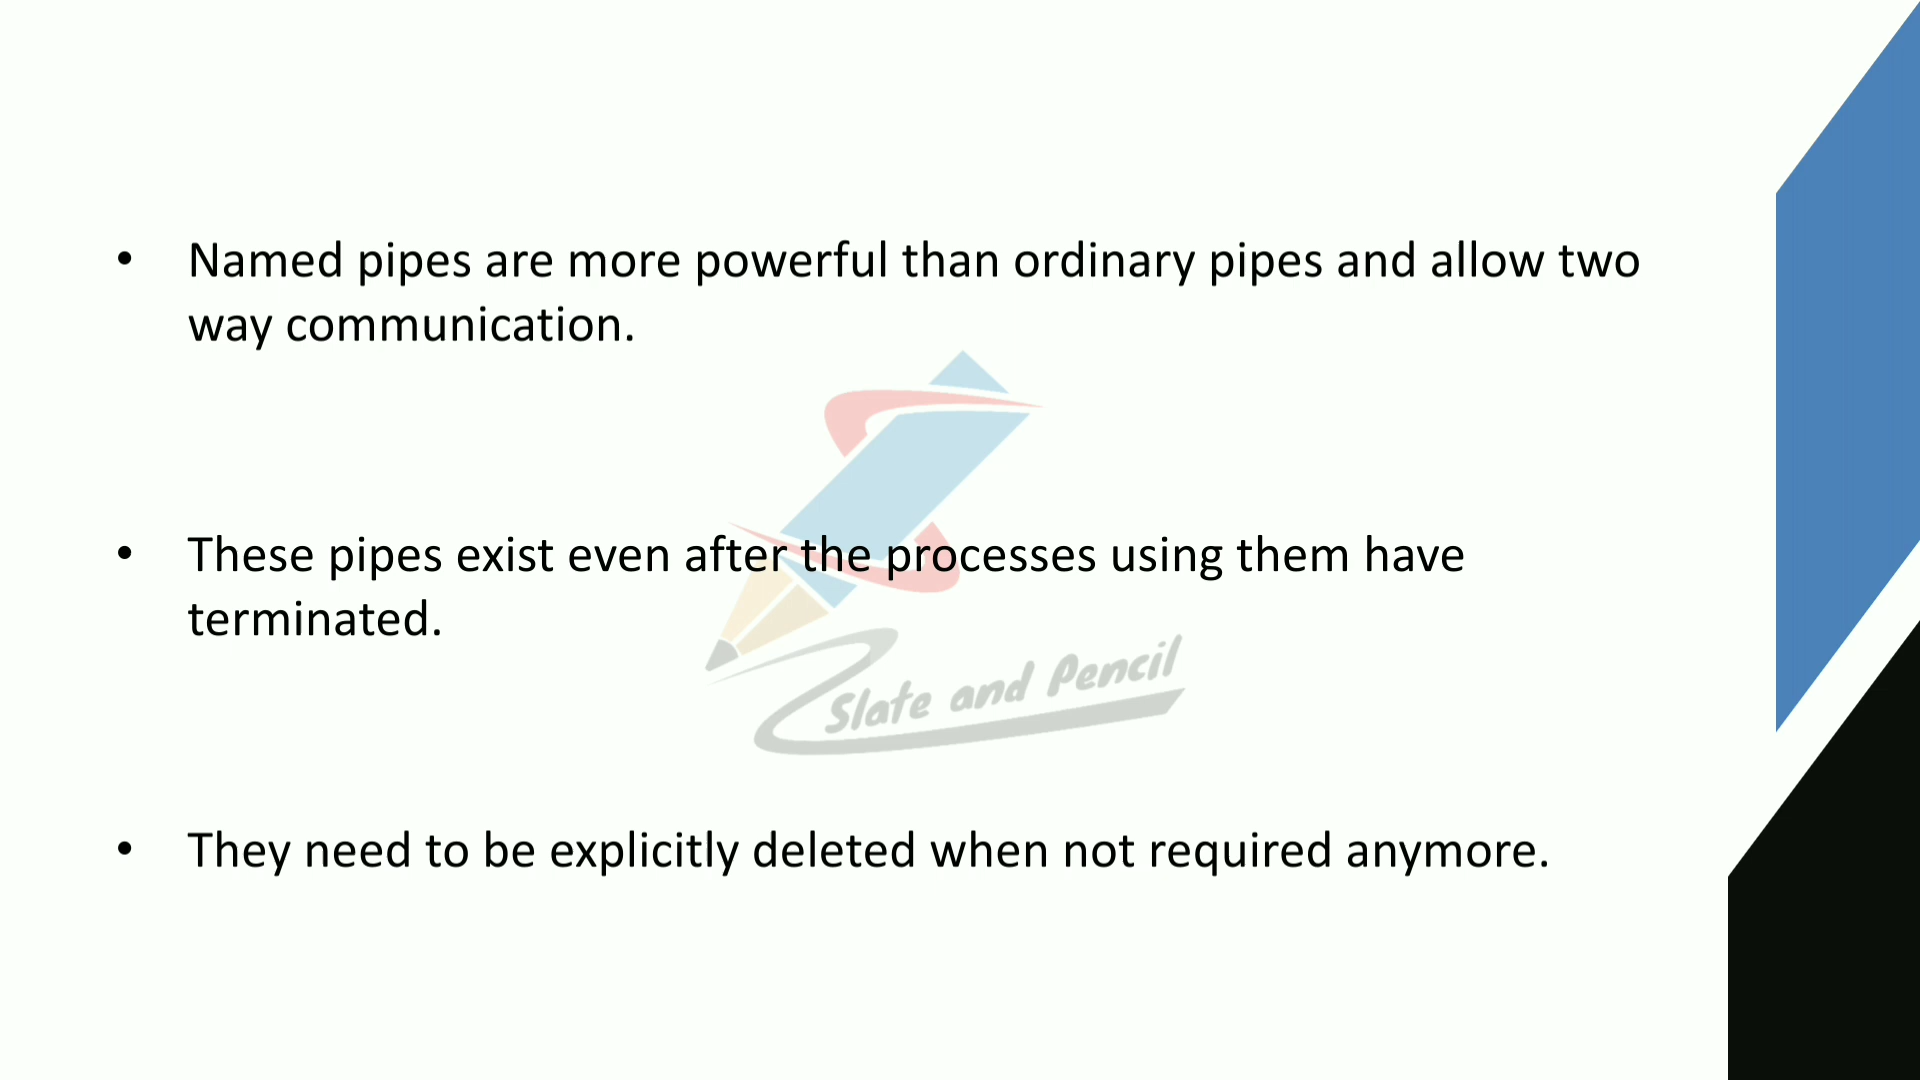 • Named pipes are more powerful than ordinary pipes and allow two
way communication.
• These pipes exist even after the processes using them have
terminated.
Slate and Pencil
• They need to be explicitly deleted when not required anymore.